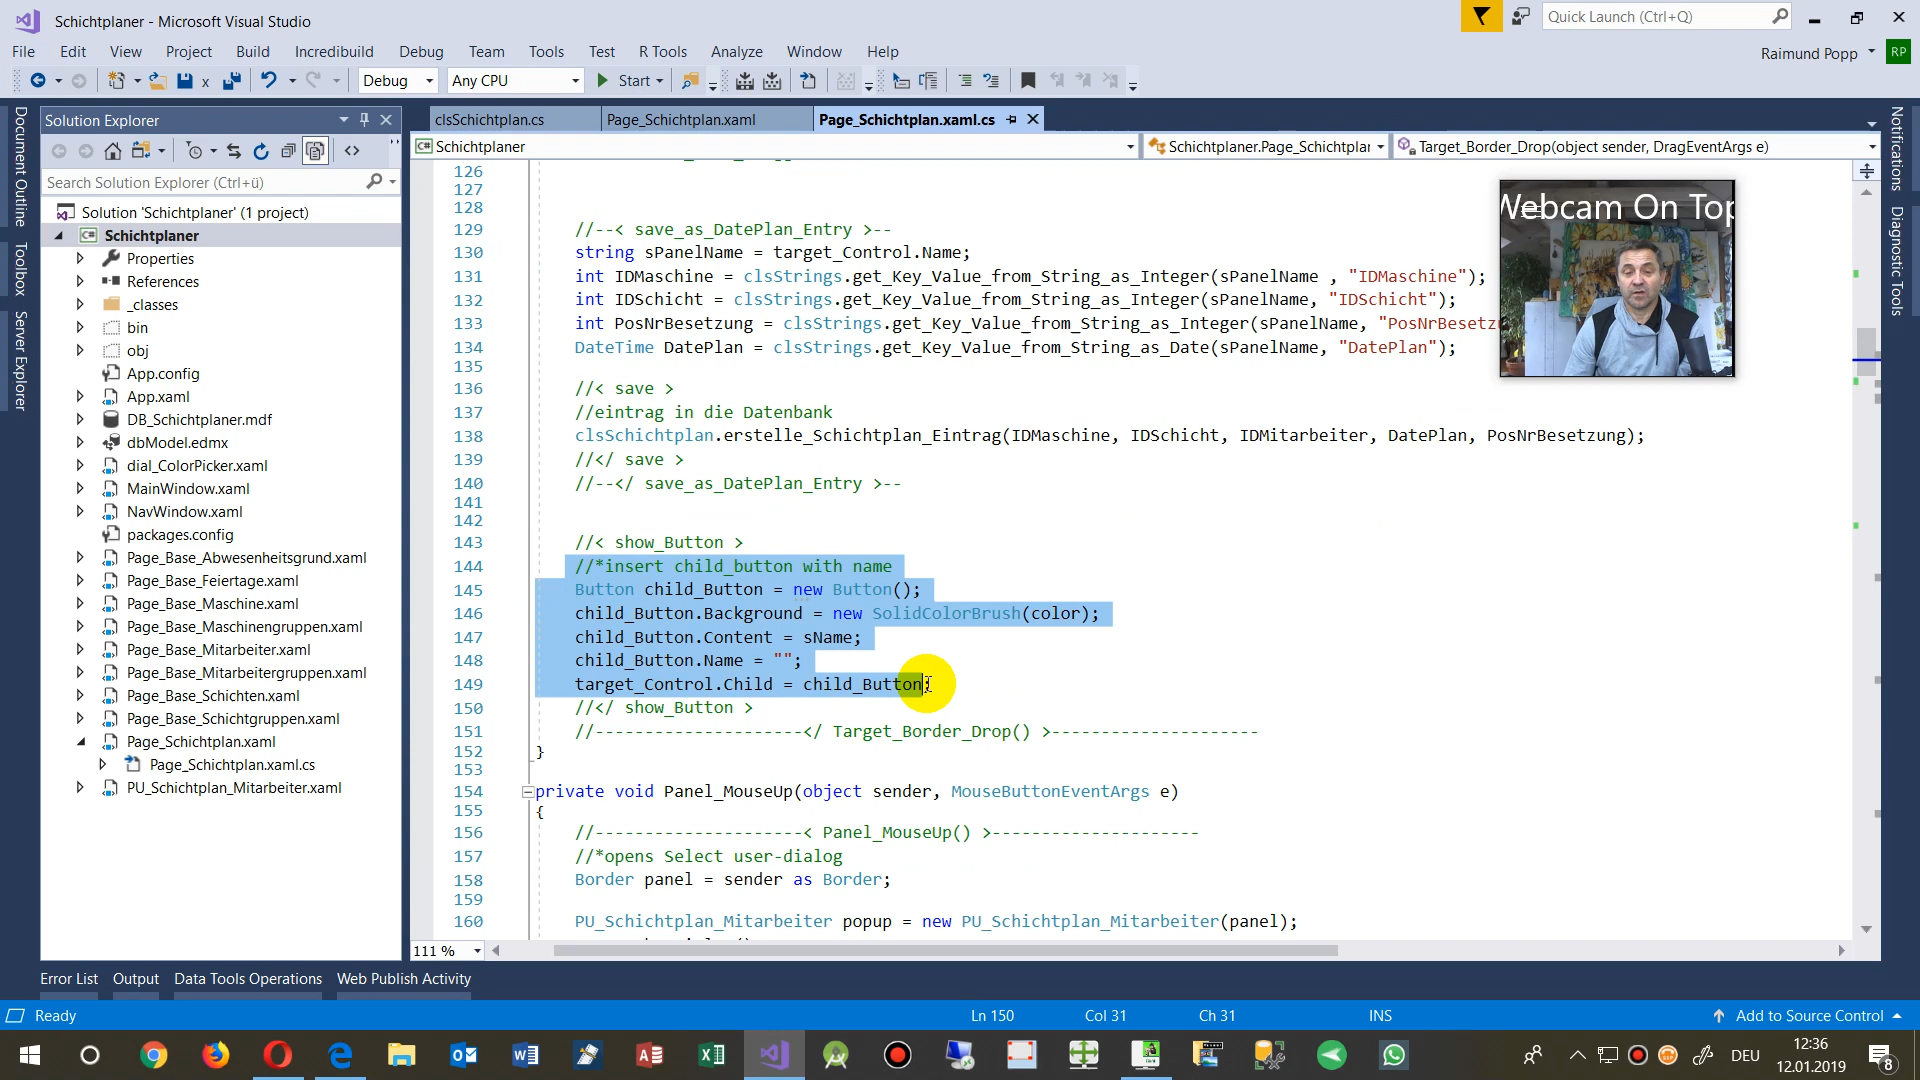 Schichtplaner - Microsoft Visual Studio
Quick Launch (Ctrl+Q)
File Edit View Project Build Incredibuild Debug Team Tools Test R Tools Analyze Window Help
Raimund Popp RP
Debug Any CPU Start
Document Outline
Toolbox
Server Explorer
Solution Explorer
Search Solution Explorer (Ctrl+ü)
Solution 'Schichtplaner' (1 project)
Schichtplaner
Properties
References
_classes
bin
obj
App.config
App.xaml
DB_Schichtplaner.mdf
dbModel.edmx
dial_ColorPicker.xaml
MainWindow.xaml
NavWindow.xaml
packages.config
Page_Base_Abwesenheitsgrund.xaml
Page_Base_Feiertage.xaml
Page_Base_Maschine.xaml
Page_Base_Maschinengruppen.xaml
Page_Base_Mitarbeiter.xaml
Page_Base_Mitarbeitergruppen.xaml
Page_Base_Schichten.xaml
Page_Base_Schichtgruppen.xaml
Page_Schichtplan.xaml
Page_Schichtplan.xaml.cs
PU_Schichtplan_Mitarbeiter.xaml
clsSchichtplan.cs Page_Schichtplan.xaml Page_Schichtplan.xaml.cs
Schichtplaner Schichtplaner.Page_Schichtplar Target_Border_Drop(object sender, DragEventArgs e)
126
127
128
129 //--< save_as_DatePlan_Entry >--
130 string sPanelName = target_Control.Name;
131 int IDMaschine = clsStrings.get_Key_Value_from_String_as_Integer(sPanelName , "IDMaschine");
132 int IDSchicht = clsStrings.get_Key_Value_from_String_as_Integer(sPanelName, "IDSchicht");
133 int PosNrBesetzung = clsStrings.get_Key_Value_from_String_as_Integer(sPanelName, "PosNrBesetzu
134 DateTime DatePlan = clsStrings.get_Key_Value_from_String_as_Date(sPanelName, "DatePlan");
135
136 //< save >
137 //eintrag in die Datenbank
138 clsSchichtplan.erstelle_Schichtplan_Eintrag(IDMaschine, IDSchicht, IDMitarbeiter, DatePlan, PosNrBesetzung);
139 //</ save >
140 //--</ save_as_DatePlan_Entry >--
141
142
143 //< show_Button >
144 //*insert child_button with name
145 Button child_Button = new Button();
146 child_Button.Background = new SolidColorBrush(color);
147 child_Button.Content = sName;
148 child_Button.Name = "";
149 target_Control.Child = child_Button;
150 //</ show_Button >
151 //---------------------</ Target_Border_Drop() >---------------------
152 }
153
154 private void Panel_MouseUp(object sender, MouseButtonEventArgs e)
155 {
156 //---------------------< Panel_MouseUp() >---------------------
157 //*opens Select user-dialog
158 Border panel = sender as Border;
159
160 PU_Schichtplan_Mitarbeiter popup = new PU_Schichtplan_Mitarbeiter(panel);
Webcam On Top
Notifications
Diagnostic Tools
111 %
Error List Output Data Tools Operations Web Publish Activity
Ready Ln 150 Col 31 Ch 31 INS Add to Source Control
DEU
12:36
12.01.2019
8